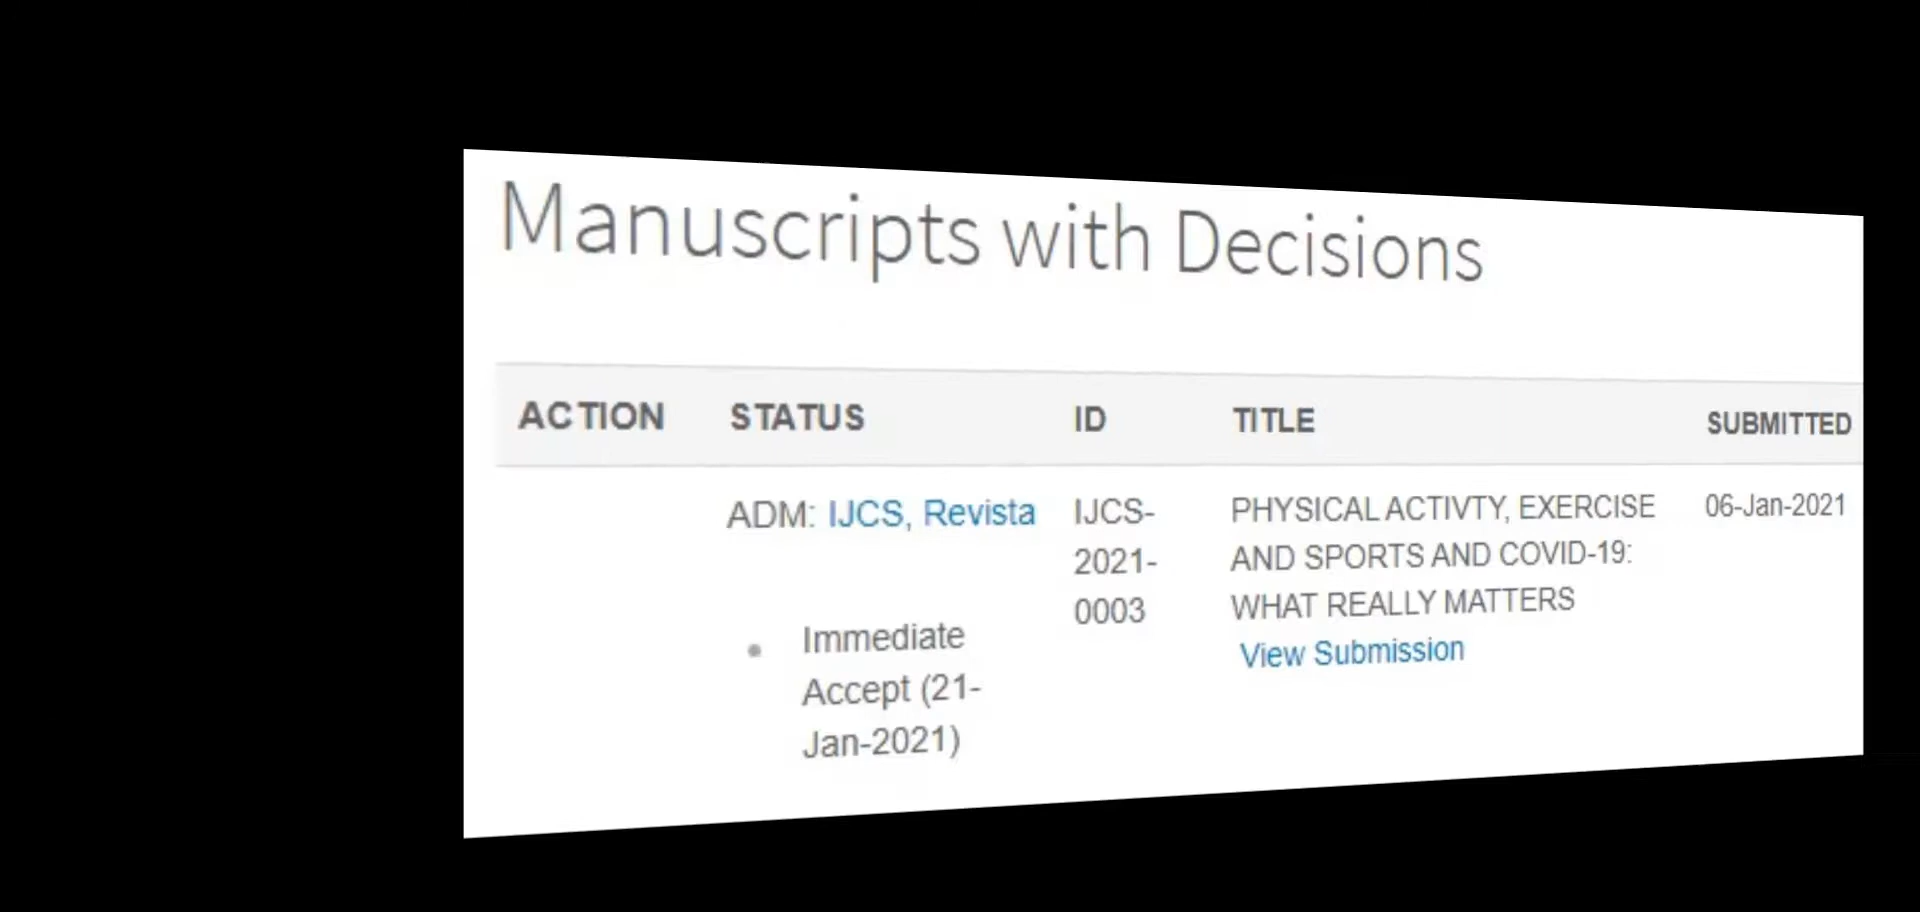 Manuscripts with Decisions
ACTION STATUS ID TITLE SUBMITTED
ADM: IJCS, Revista IJCS- PHYSICAL ACTIVTY, EXERCISE 06-Jan-2021
2021- AND SPORTS AND COVID-19:
0003 WHAT REALLY MATTERS
• Immediate View Submission
Accept (21-
Jan-2021)